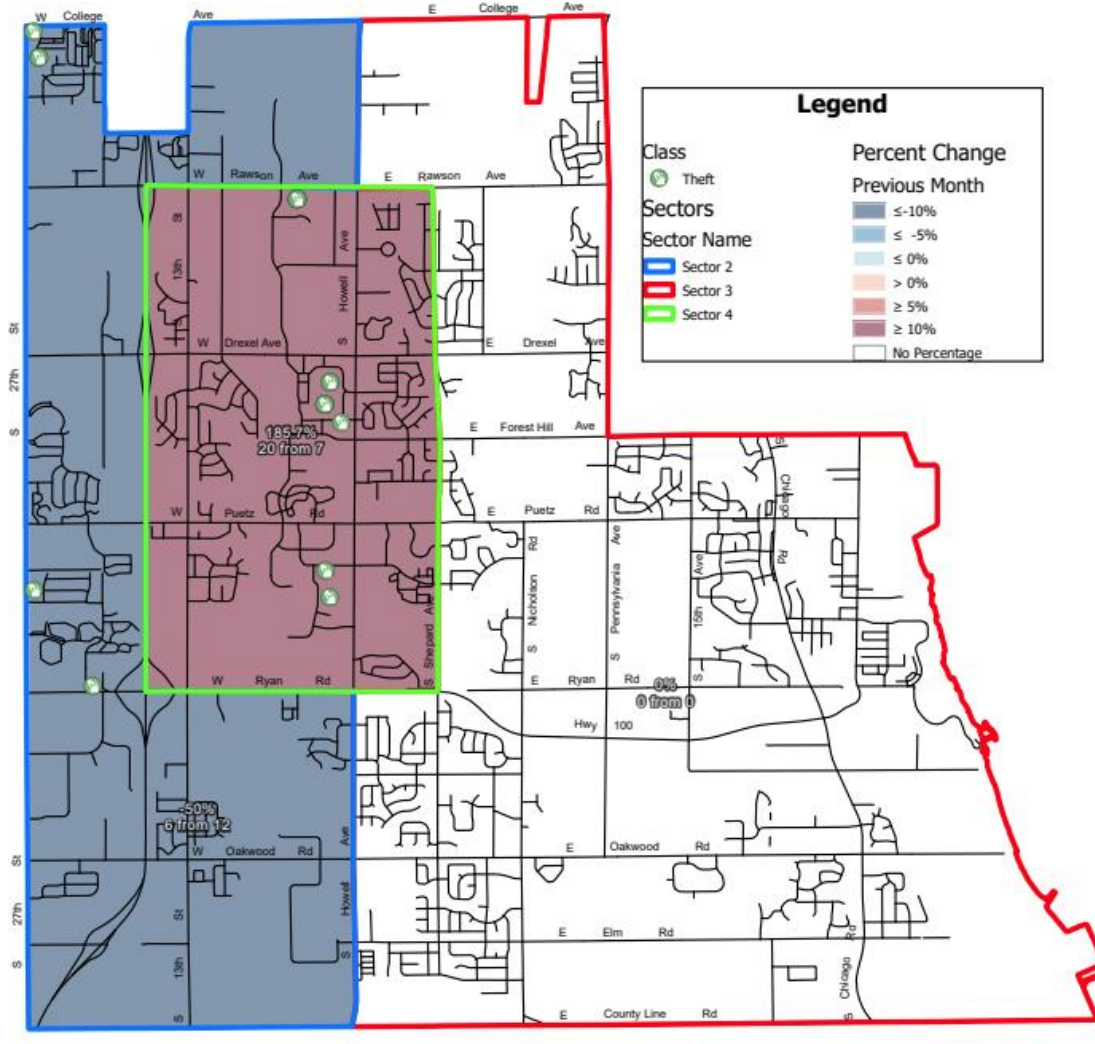 W College Ave
E College Ave
Legend
Class
Theft
Sectors
Sector Name
Sector 2
Sector 3
Sector 4
Percent Change
Previous Month
≤-10%
≤ -5%
≤ 0%
> 0%
≥ 5%
≥ 10%
No Percentage
W Rawson Ave
E Rawson Ave
S 13th St
S Howell Ave
S 27th St
W Drexel Ave
E Drexel Ave
185.7%
20 from 7
E Forest Hill Ave
W Puetz Rd
E Puetz Rd
S Chicago Rd
S Nicholson Rd
S Pennsylvania Ave
S 15th Ave
S Shepard Ave
W Ryan Rd
E Ryan Rd
0%
0 from 0
Hwy 100
-50%
6 from 12
W Oakwood Rd
E Oakwood Rd
S 27th St
S 13th St
S Howell Ave
E Elm Rd
S Chicago Rd
E County Line Rd